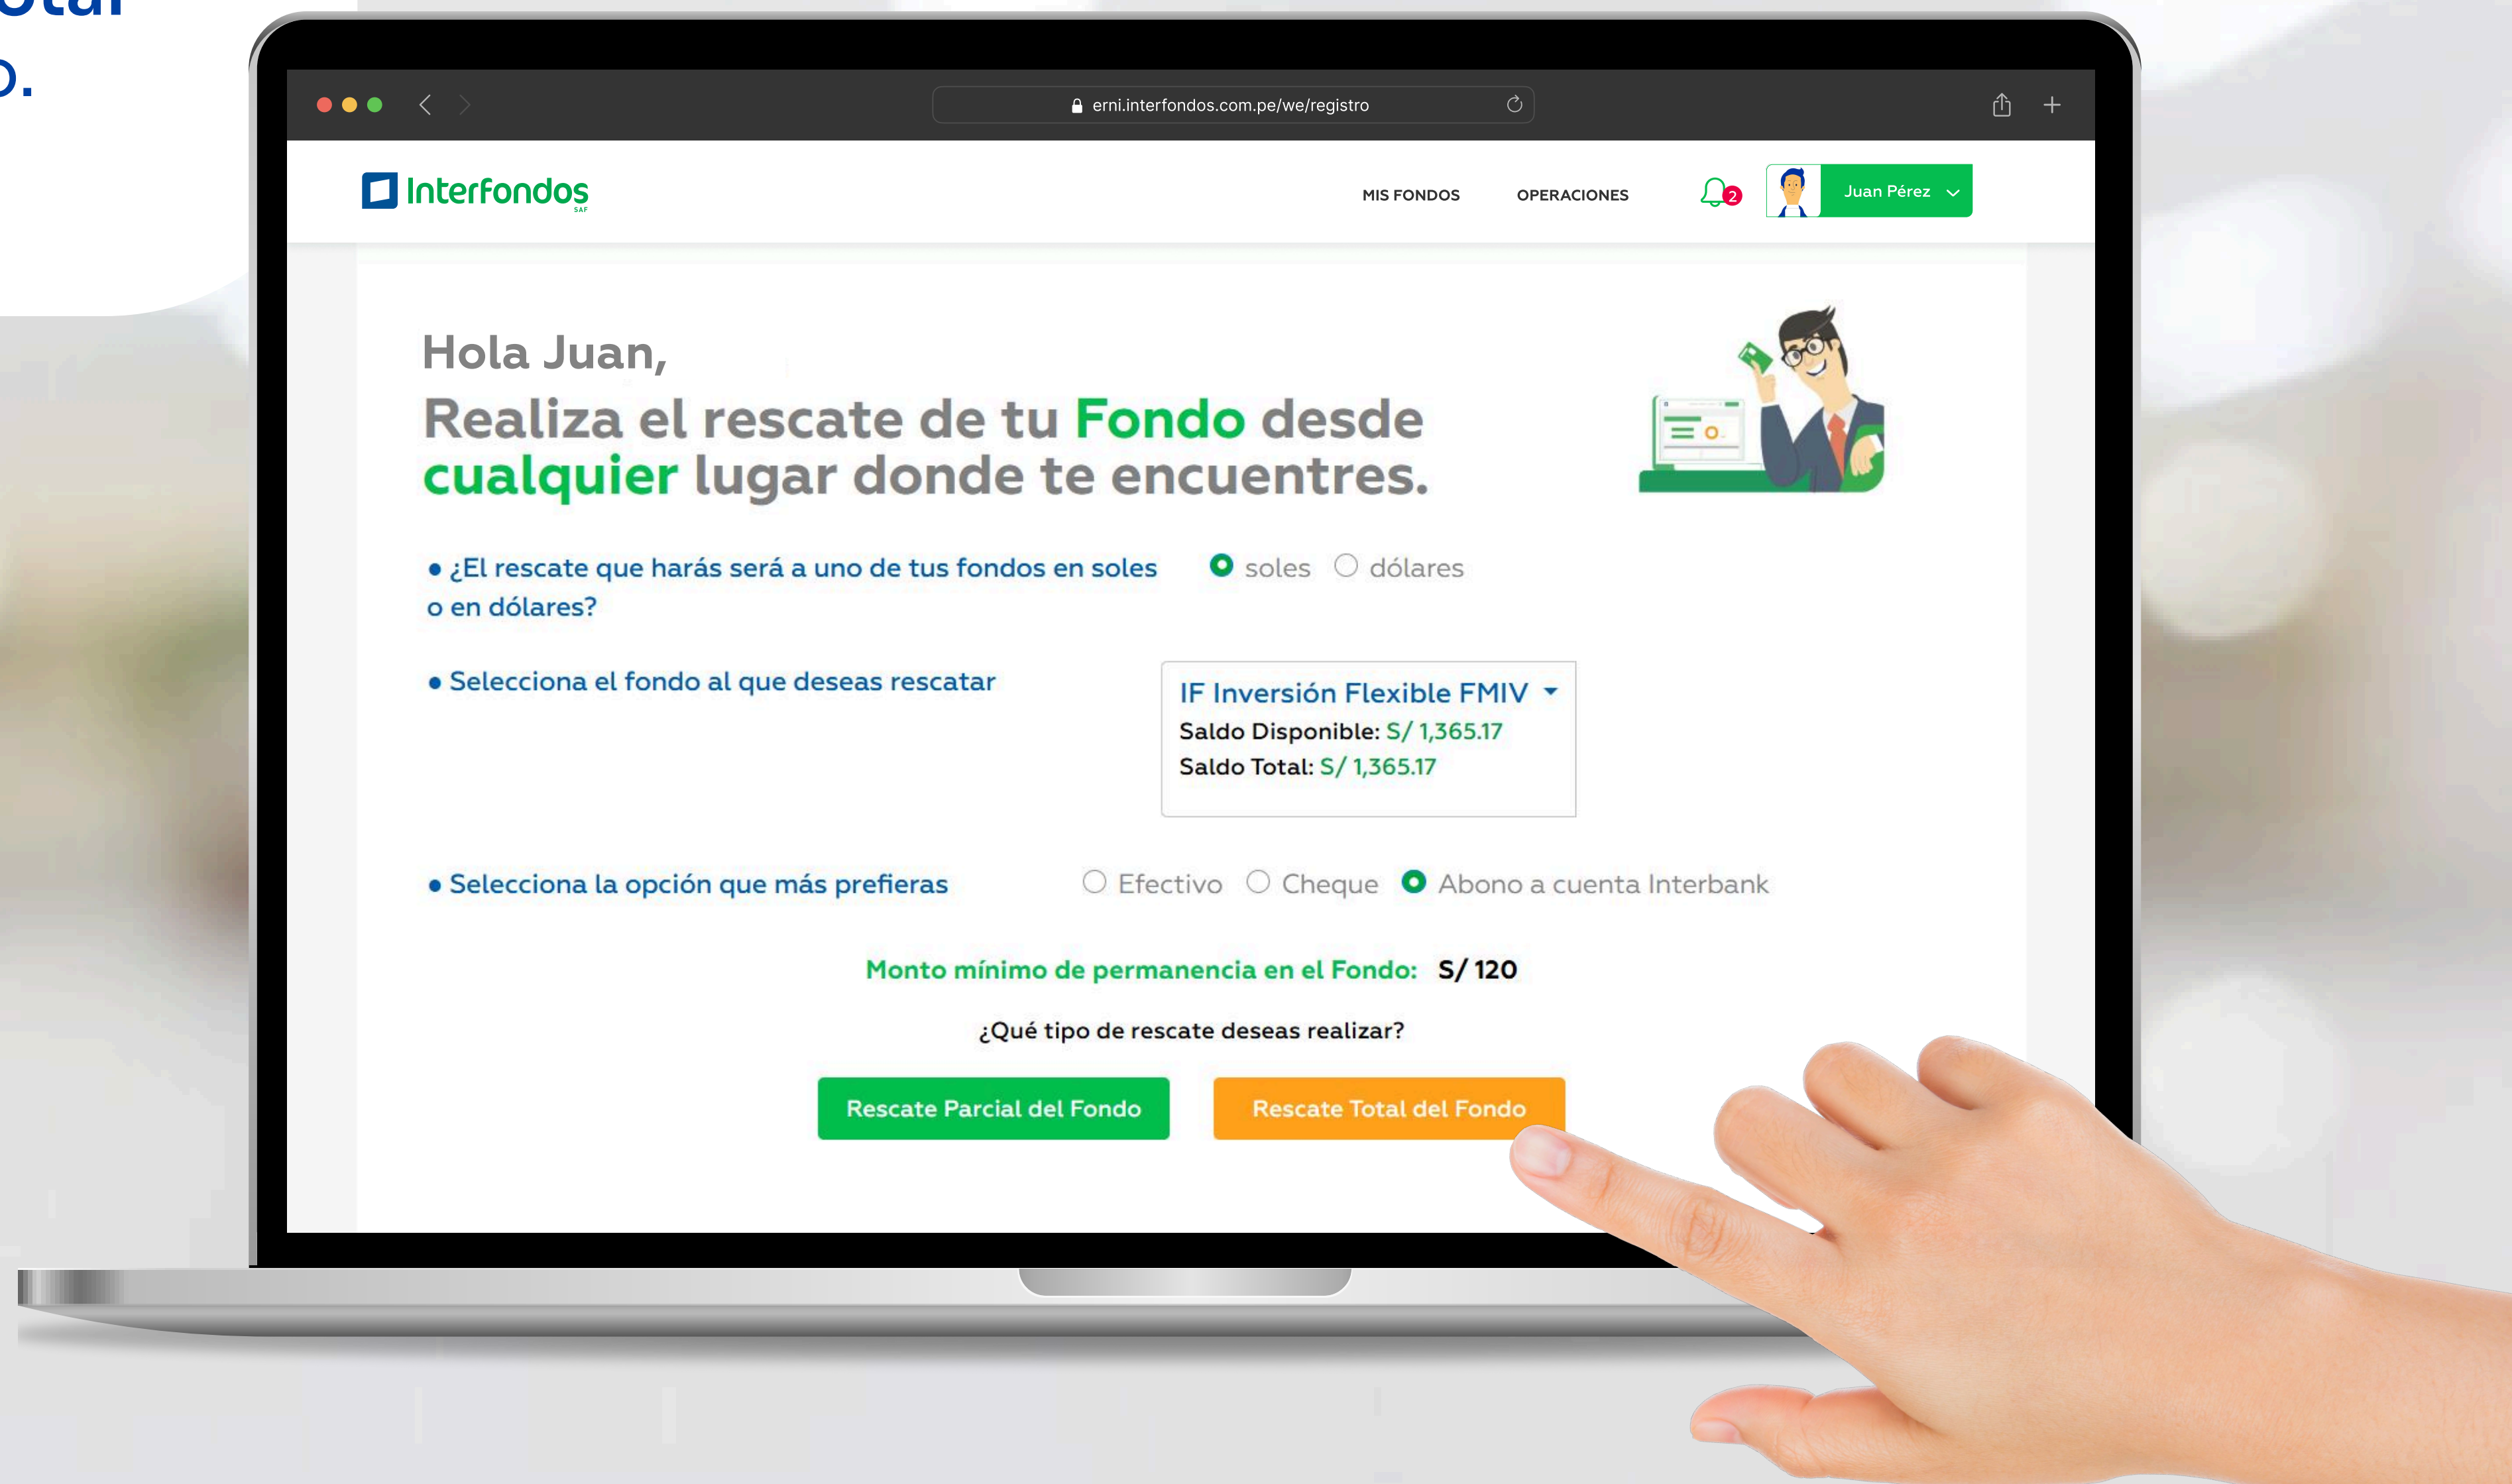 o.
erni.interfondos.com.pe/we/registro
Interfondos
SAF
MIS FONDOS
OPERACIONES
2
Juan Pérez
Hola Juan,
Realiza el rescate de tu Fondo desde
cualquier lugar donde te encuentres.
• ¿El rescate que harás será a uno de tus fondos en soles
o en dólares?
soles
dólares
• Selecciona el fondo al que deseas rescatar
IF Inversión Flexible FMIV
Saldo Disponible: S/ 1,365.17
Saldo Total: S/ 1,365.17
• Selecciona la opción que más prefieras
Efectivo
Cheque
Abono a cuenta Interbank
Monto mínimo de permanencia en el Fondo: S/ 120
¿Qué tipo de rescate deseas realizar?
Rescate Parcial del Fondo
Rescate Total del Fondo